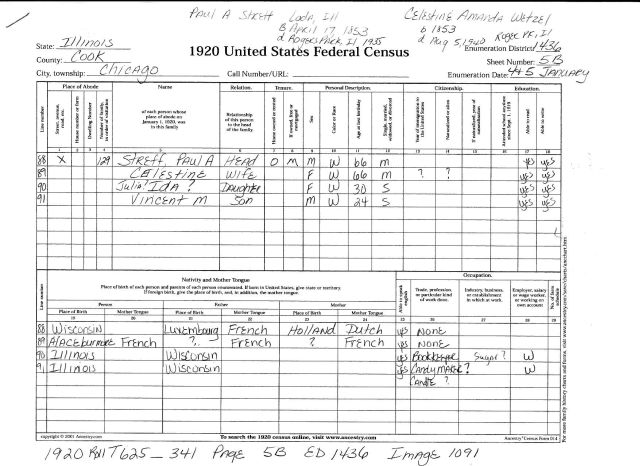 Paul A Streff Loda, Ill Celestine Amanda Wetzel
B April 17, 1853 b 1853
d Rogers Park, Il 1935 d Aug 5, 1940 Roger Pk, Il
State: Illinois
1920 United States Federal Census
Enumeration District: 1436
County: Cook
Sheet Number: 5B
City, township: Chicago Call Number/URL: Enumeration Date: 4+5 January
Place of Abode Name Relation. Tenure. Personal Description. Citizenship. Education.
Line number
Street, avenue, road, etc.
House number or farm
Dwelling Number
Number of family, in order of visitation
of each person whose place of abode on January 1, 1920, was in this family
Relationship of this person to the head of the family.
Home owned or rented
If owned, free or mortgaged
Sex
Color or Race
Age at last birthday
Single, married, widowed, or divorced
Year of immigration to the United States
Naturalized or alien
If naturalized, year of naturalization
Attended school anytime since Sept. 1, 1919
Able to read
Able to write
1 2 3 4 5 6 7 8 9 10 11 12 13 14 15 16 17 18
88 X 129 Streff, Paul A Head O M M W 66 M yes yes
89 Celestine Wife F W 66 M ? ? yes yes
90 Julia? Ida? Daughter F W 30 S yes yes
91 Vincent M Son M W 24 S yes yes
Nativity and Mother Tongue Occupation.
Place of birth of each person and parents of each person enumerated. If born in United States, give state or territory.
If foreign birth, give the place of birth, and, in addition, the mother tongue.
Line number
Person Father Mother
Place of Birth Mother Tongue Place of Birth Mother Tongue Place of Birth Mother Tongue
Able to speak english
Trade, profession, or particular kind of work done.
Industry, business, or establishment in which at work.
Employer, salary or wage worker, or working on own account
No. of farm schedule
19 20 21 22 23 24 25 26 27 28 29
88 Wisconsin Luxembourg French Holland Dutch yes None
89 French ? French ? French yes None
90 Illinois Wisconsin yes Bookkeeper Sugar? W
91 Illinois Wisconsin yes Candymaker? W
Candie?
copyright © 2001 Ancestry.com To search the 1920 census online, visit www.ancestry.com Ancestry® Census Form 014
For more family history charts and forms, visit www.ancestry.com/save/charts/ancchart.htm
1920 Roll T625_341 Page 5B ED 1436 Image 1091